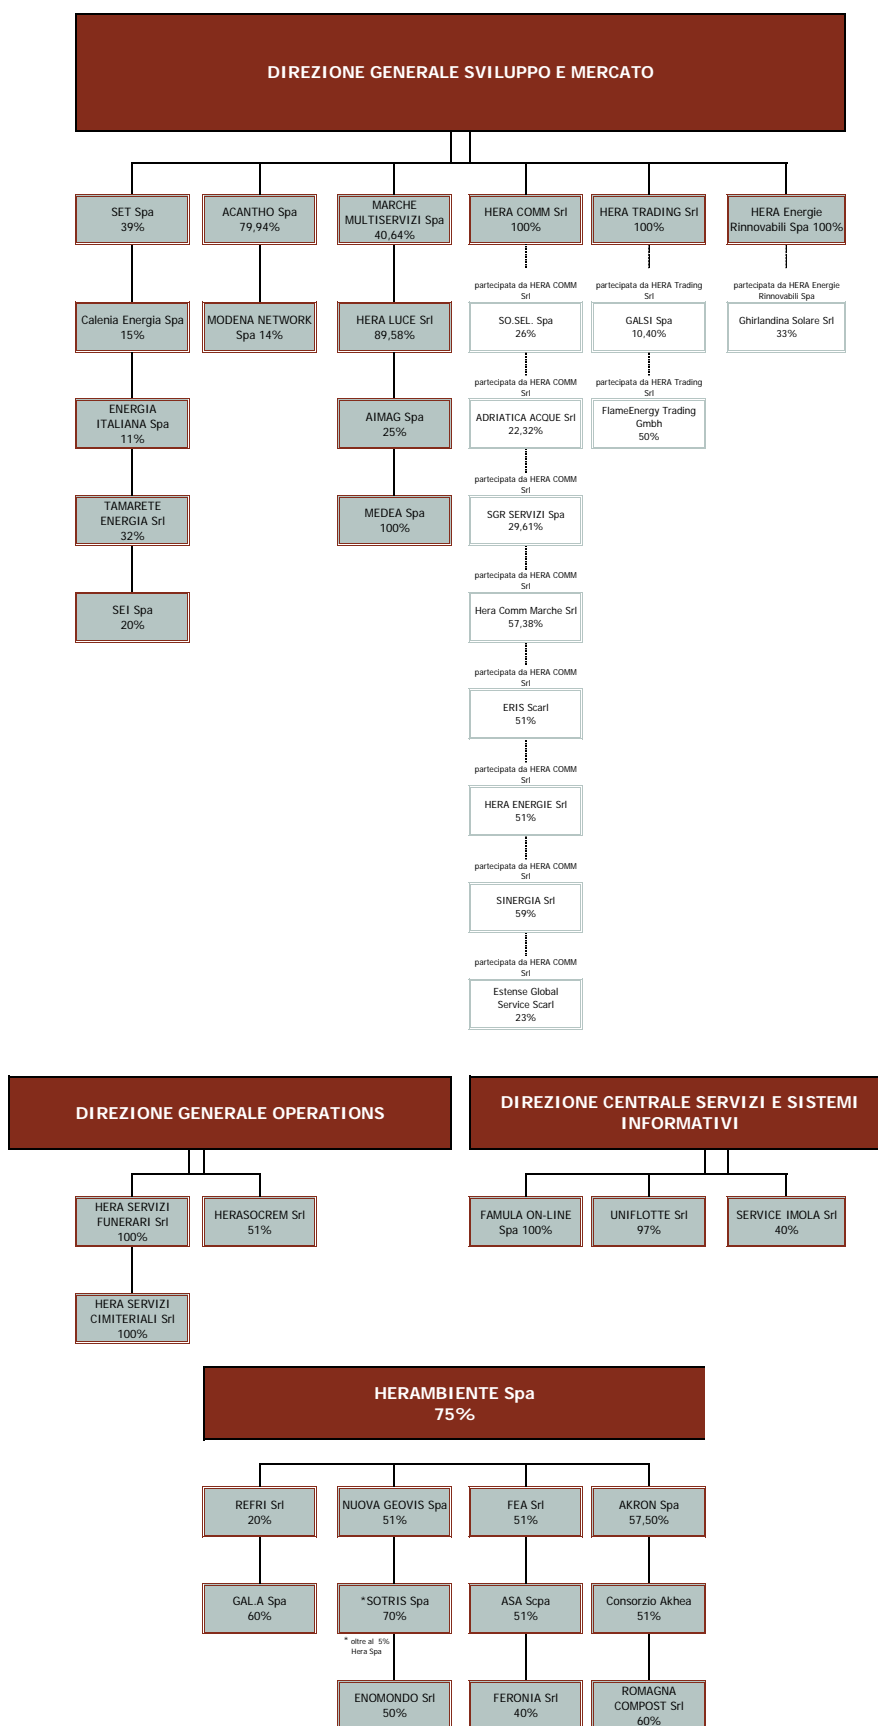 DIREZIONE GENERALE SVILUPPO E MERCATO
SET Spa
39%
ACANTHO Spa
79,94%
MARCHE
MULTISERVIZI Spa
40,64%
HERA COMM Srl
100%
HERA TRADING Srl
100%
HERA Energie
Rinnovabili Spa 100%
partecipata da HERA COMM
Srl
partecipata da HERA Trading
Srl
partecipata da HERA Energie
Rinnovabili Spa
Calenia Energia Spa
15%
MODENA NETWORK
Spa 14%
HERA LUCE Srl
89,58%
SO.SEL. Spa
26%
GALSI Spa
10,40%
Ghirlandina Solare Srl
33%
partecipata da HERA COMM
Srl
partecipata da HERA Trading
Srl
ENERGIA
ITALIANA Spa
11%
AIMAG Spa
25%
ADRIATICA ACQUE Srl
22,32%
FlameEnergy Trading
Gmbh
50%
partecipata da HERA COMM
Srl
TAMARETE
ENERGIA Srl
32%
MEDEA Spa
100%
SGR SERVIZI Spa
29,61%
partecipata da HERA COMM
Srl
SEI Spa
20%
Hera Comm Marche Srl
57,38%
partecipata da HERA COMM
Srl
ERIS Scarl
51%
partecipata da HERA COMM
Srl
HERA ENERGIE Srl
51%
partecipata da HERA COMM
Srl
SINERGIA Srl
59%
partecipata da HERA COMM
Srl
Estense Global
Service Scarl
23%
DIREZIONE GENERALE OPERATIONS
DIREZIONE CENTRALE SERVIZI E SISTEMI
INFORMATIVI
HERA SERVIZI
FUNERARI Srl
100%
HERASOCREM Srl
51%
FAMULA ON-LINE
Spa 100%
UNIFLOTTE Srl
97%
SERVICE IMOLA Srl
40%
HERA SERVIZI
CIMITERIALI Srl
100%
HERAMBIENTE Spa
75%
REFRI Srl
20%
NUOVA GEOVIS Spa
51%
FEA Srl
51%
AKRON Spa
57,50%
GAL.A Spa
60%
*SOTRIS Spa
70%
ASA Scpa
51%
Consorzio Akhea
51%
* oltre al 5%
Hera Spa
ENOMONDO Srl
50%
FERONIA Srl
40%
ROMAGNA
COMPOST Srl
60%